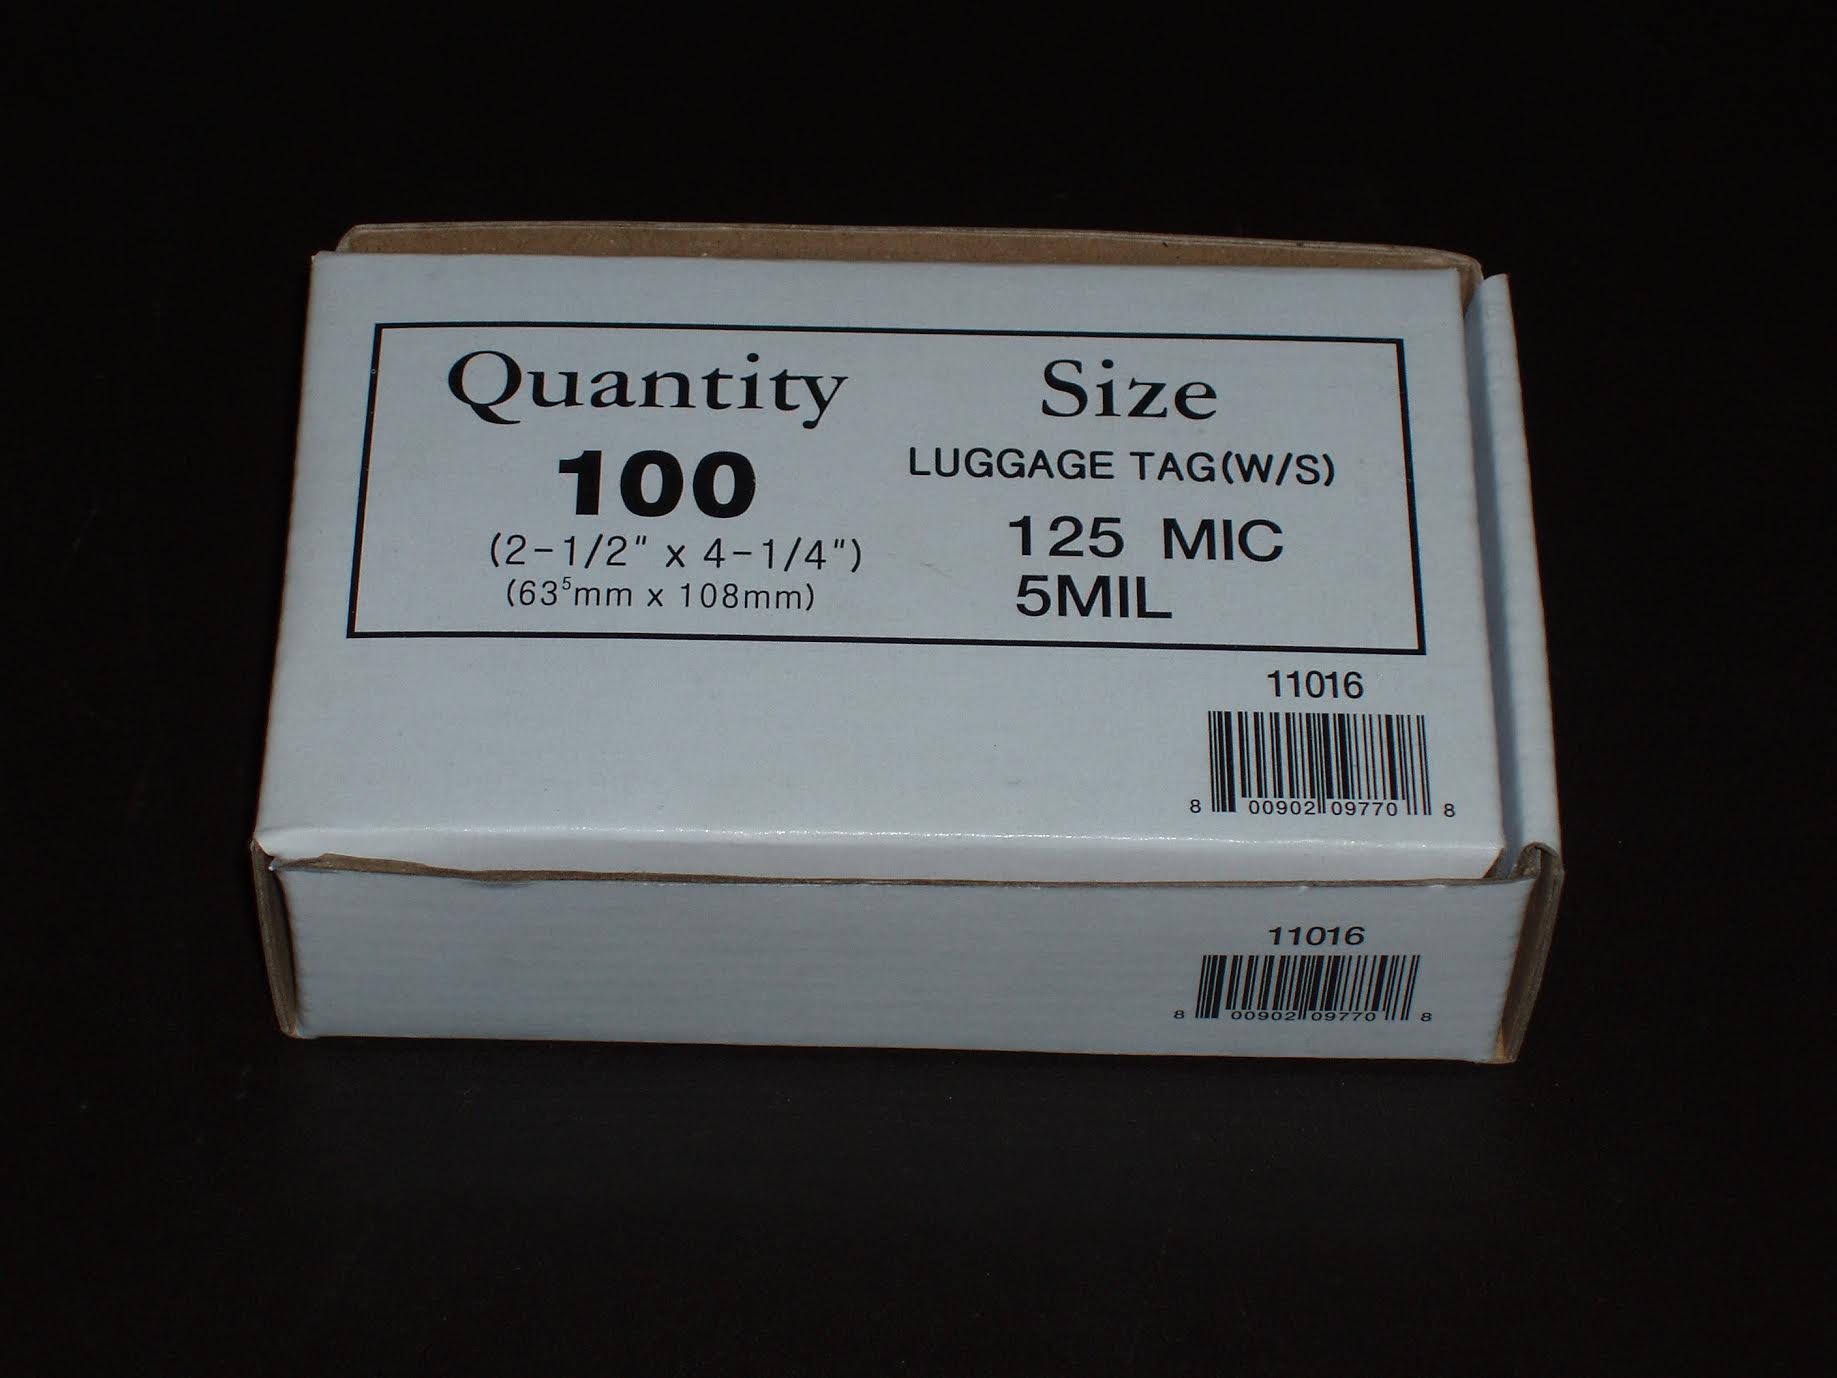 Quantity Size
100 LUGGAGE TAG(W/S)
(2-1/2" x 4-1/4") 125 MIC
(63⁵mm x 108mm) 5MIL
11016
8 00902 09770 8
11016
8 00902 09770 8